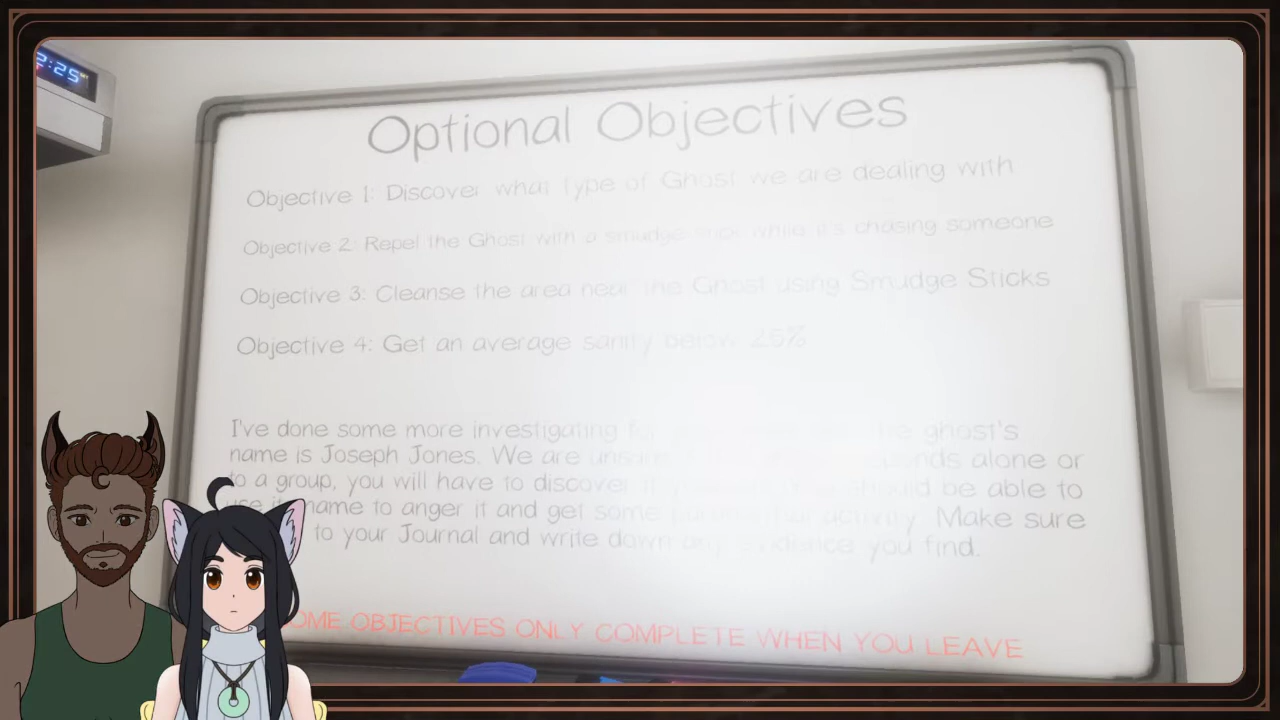 2:25
Optional Objectives
Objective 1: Discover what type of Ghost we are dealing with
Objective 2: Repel the Ghost with a smudge stick while it's chasing someone
Objective 3: Cleanse the area near the Ghost using Smudge Sticks
Objective 4: Get an average sanity below 25%
I've done some more investigating ghost's
name is Joseph Jones. We are alone or
to a group, you will have to discover should be able to
name to anger it and get some activity. Make sure
to your Journal and write down any evidence you find.
OBJECTIVES ONLY COMPLETE WHEN YOU LEAVE